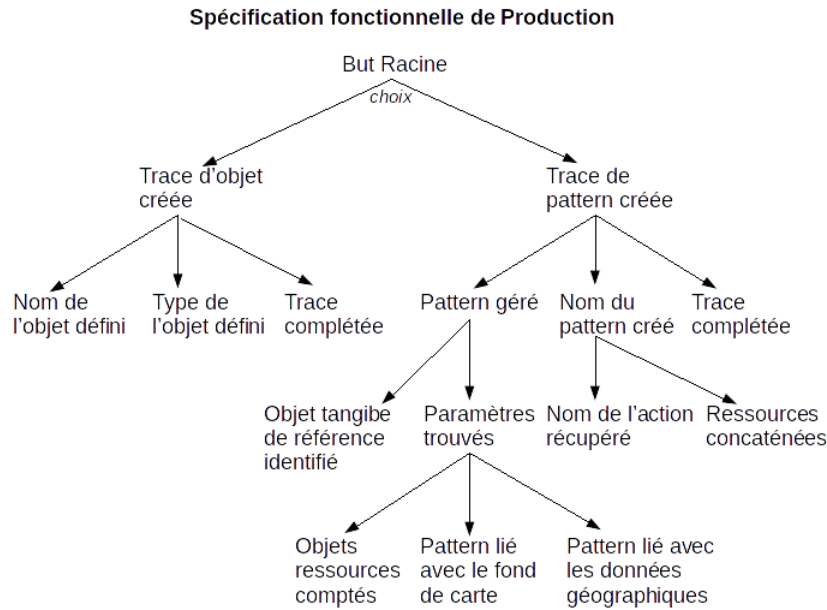 Spécification fonctionnelle de Production
But Racine
choix
Trace d'objet
créée
Trace de
pattern créée
Nom de
l'objet défini
Type de
l'objet défini
Trace
complétée
Pattern géré
Nom du
pattern créé
Trace
complétée
Objet tangibe
de référence
identifié
Paramètres
trouvés
Nom de l'action
récupéré
Ressources
concaténées
Objets
ressources
comptés
Pattern lié
avec le fond
de carte
Pattern lié avec
les données
géographiques